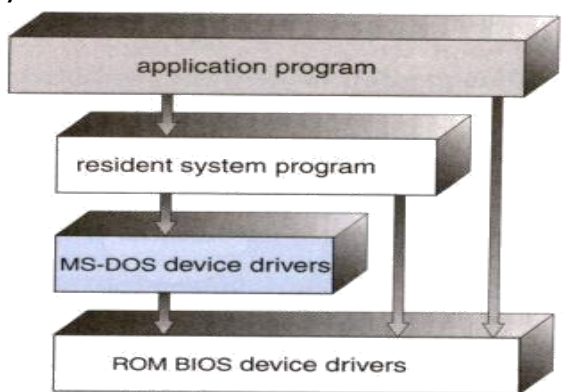 application program
resident system program
MS-DOS device drivers
ROM BIOS device drivers